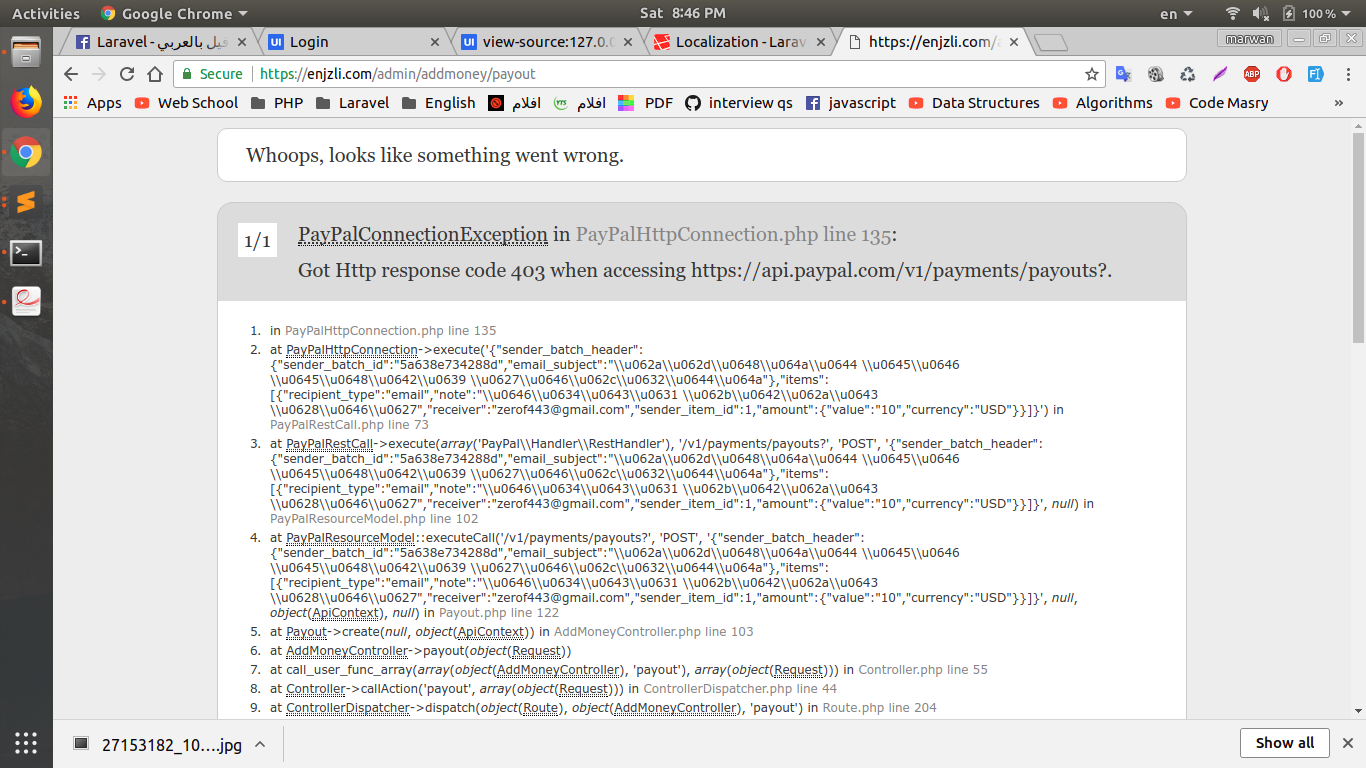 Activities Google Chrome Sat 8:46 PM en 100 %
Laravel - فيل بالعربي Login view-source:127.0.0 Localization - Larav https://enjzli.com/a marwan
Secure https://enjzli.com/admin/addmoney/payout
Apps Web School PHP Laravel English افلام افلام PDF interview qs javascript Data Structures Algorithms Code Masry »
Whoops, looks like something went wrong.
1/1 PayPalConnectionException in PayPalHttpConnection.php line 135:
Got Http response code 403 when accessing https://api.paypal.com/v1/payments/payouts?.
1. in PayPalHttpConnection.php line 135
2. at PayPalHttpConnection->execute('{"sender_batch_header":
{"sender_batch_id":"5a638e734288d","email_subject":"\\u062a\\u062d\\u0648\\u064a\\u0644 \\u0645\\u0646
\\u0645\\u0648\\u0642\\u0639 \\u0627\\u0646\\u062c\\u0632\\u0644\\u064a"},"items":
[{"recipient_type":"email","note":"\\u0646\\u0634\\u0643\\u0631 \\u062b\\u0642\\u062a\\u0643
\\u0628\\u0646\\u0627","receiver":"zerof443@gmail.com","sender_item_id":1,"amount":{"value":"10","currency":"USD"}}]}') in
PayPalRestCall.php line 73
3. at PayPalRestCall->execute(array('PayPal\\Handler\\RestHandler'), '/v1/payments/payouts?', 'POST', '{"sender_batch_header":
{"sender_batch_id":"5a638e734288d","email_subject":"\\u062a\\u062d\\u0648\\u064a\\u0644 \\u0645\\u0646
\\u0645\\u0648\\u0642\\u0639 \\u0627\\u0646\\u062c\\u0632\\u0644\\u064a"},"items":
[{"recipient_type":"email","note":"\\u0646\\u0634\\u0643\\u0631 \\u062b\\u0642\\u062a\\u0643
\\u0628\\u0646\\u0627","receiver":"zerof443@gmail.com","sender_item_id":1,"amount":{"value":"10","currency":"USD"}}]}', null) in
PayPalResourceModel.php line 102
4. at PayPalResourceModel::executeCall('/v1/payments/payouts?', 'POST', '{"sender_batch_header":
{"sender_batch_id":"5a638e734288d","email_subject":"\\u062a\\u062d\\u0648\\u064a\\u0644 \\u0645\\u0646
\\u0645\\u0648\\u0642\\u0639 \\u0627\\u0646\\u062c\\u0632\\u0644\\u064a"},"items":
[{"recipient_type":"email","note":"\\u0646\\u0634\\u0643\\u0631 \\u062b\\u0642\\u062a\\u0643
\\u0628\\u0646\\u0627","receiver":"zerof443@gmail.com","sender_item_id":1,"amount":{"value":"10","currency":"USD"}}]}', null,
object(ApiContext), null) in Payout.php line 122
5. at Payout->create(null, object(ApiContext)) in AddMoneyController.php line 103
6. at AddMoneyController->payout(object(Request))
7. at call_user_func_array(array(object(AddMoneyController), 'payout'), array(object(Request))) in Controller.php line 55
8. at Controller->callAction('payout', array(object(Request))) in ControllerDispatcher.php line 44
9. at ControllerDispatcher->dispatch(object(Route), object(AddMoneyController), 'payout') in Route.php line 204
27153182_10....jpg Show all